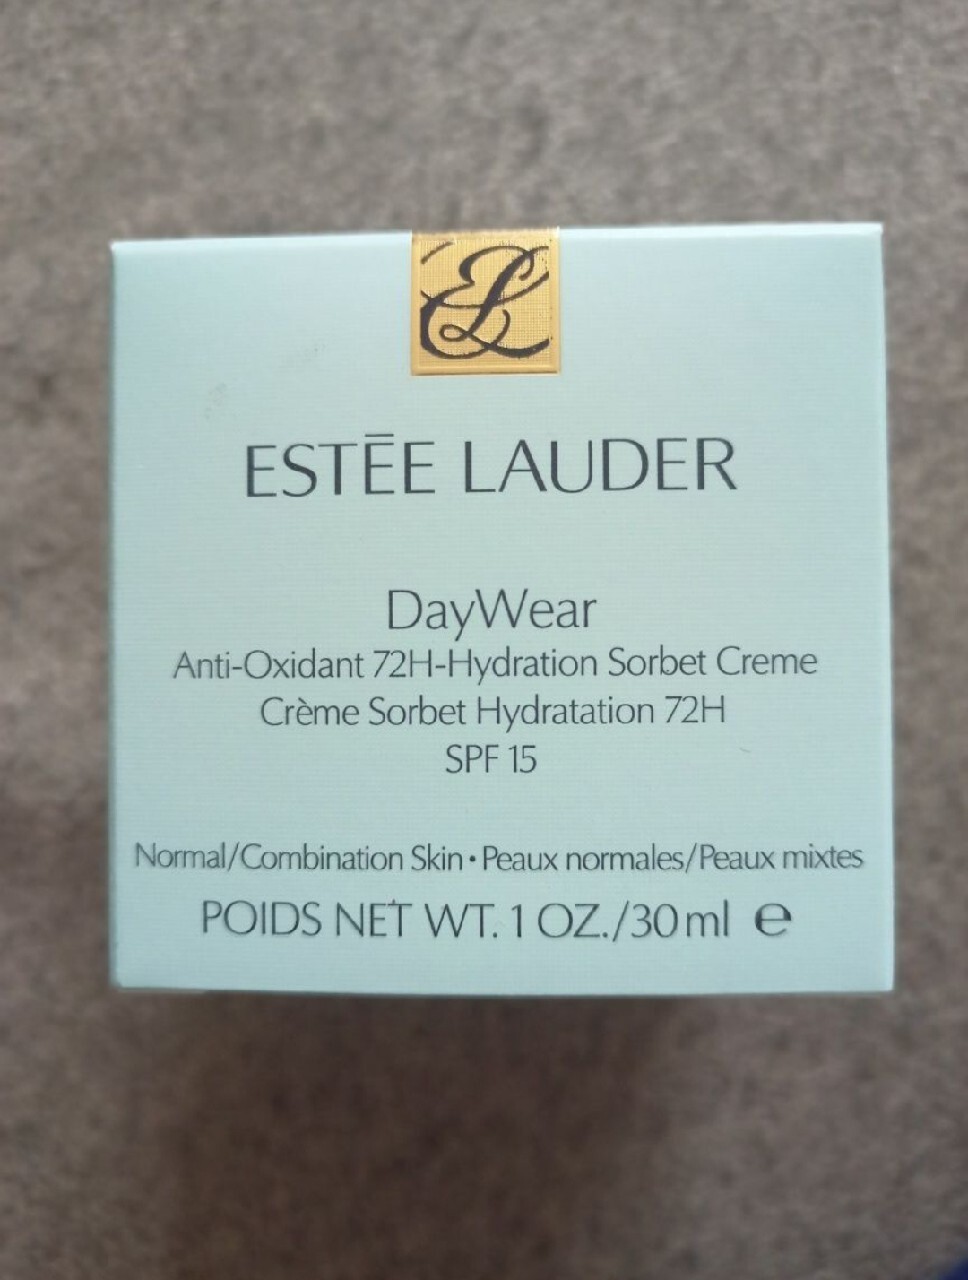 EL
ESTĒE LAUDER
DayWear
Anti-Oxidant 72H-Hydration Sorbet Creme
Crème Sorbet Hydratation 72H
SPF 15
Normal/Combination Skin • Peaux normales/Peaux mixtes
POIDS NET WT. 1 OZ./30 ml ℮